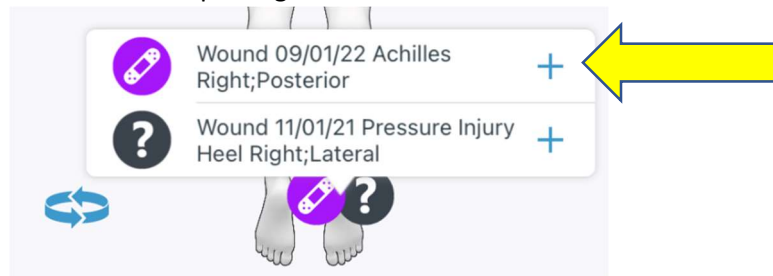 Wound 09/01/22 Achilles
Right;Posterior
Wound 11/01/21 Pressure Injury
Heel Right;Lateral